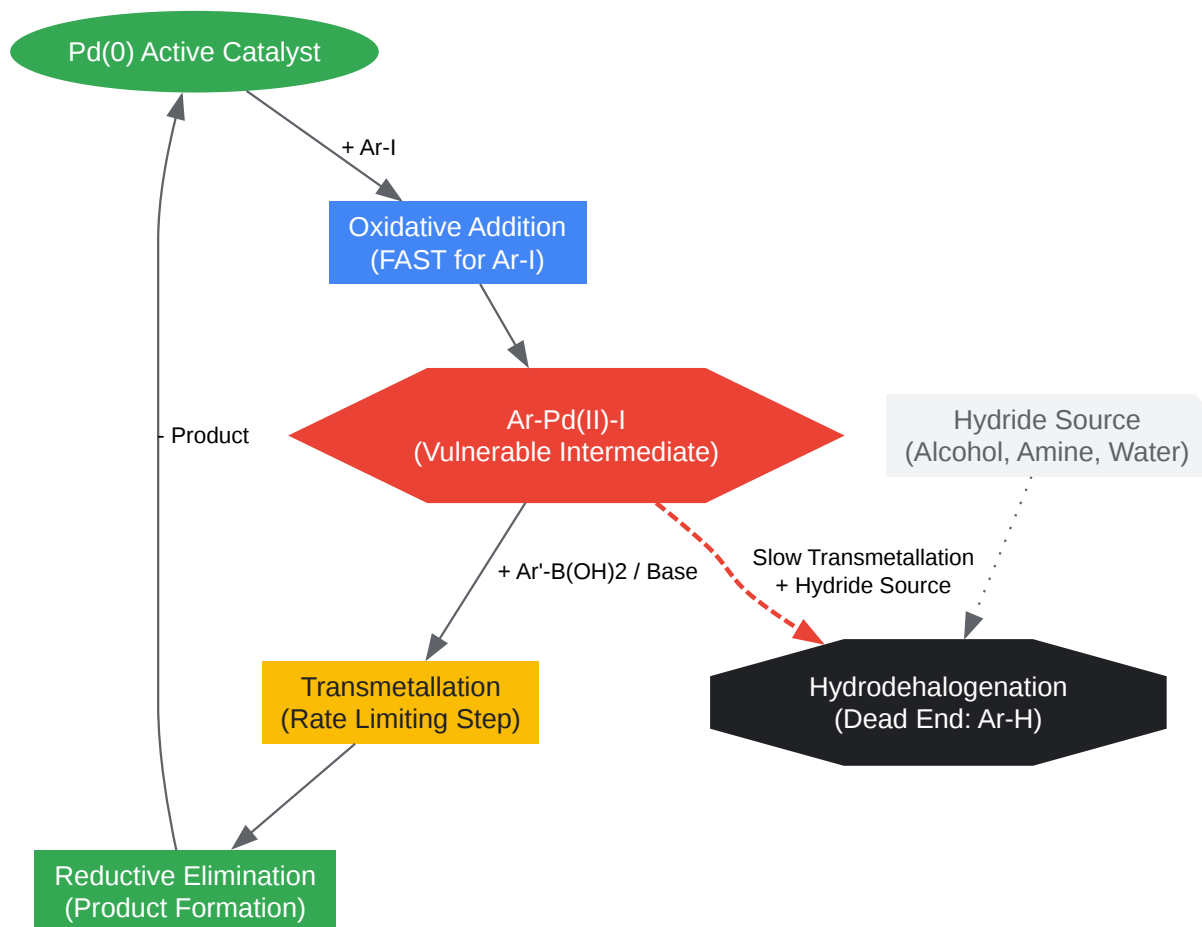 Pd(0) Active Catalyst
+ Ar-I
Oxidative Addition
(FAST for Ar-I)
Ar-Pd(II)-I
(Vulnerable Intermediate)
Hydride Source
(Alcohol, Amine, Water)
- Product
+ Ar'-B(OH)2 / Base
Slow Transmetallation
+ Hydride Source
Transmetallation
(Rate Limiting Step)
Hydrodehalogenation
(Dead End: Ar-H)
Reductive Elimination
(Product Formation)